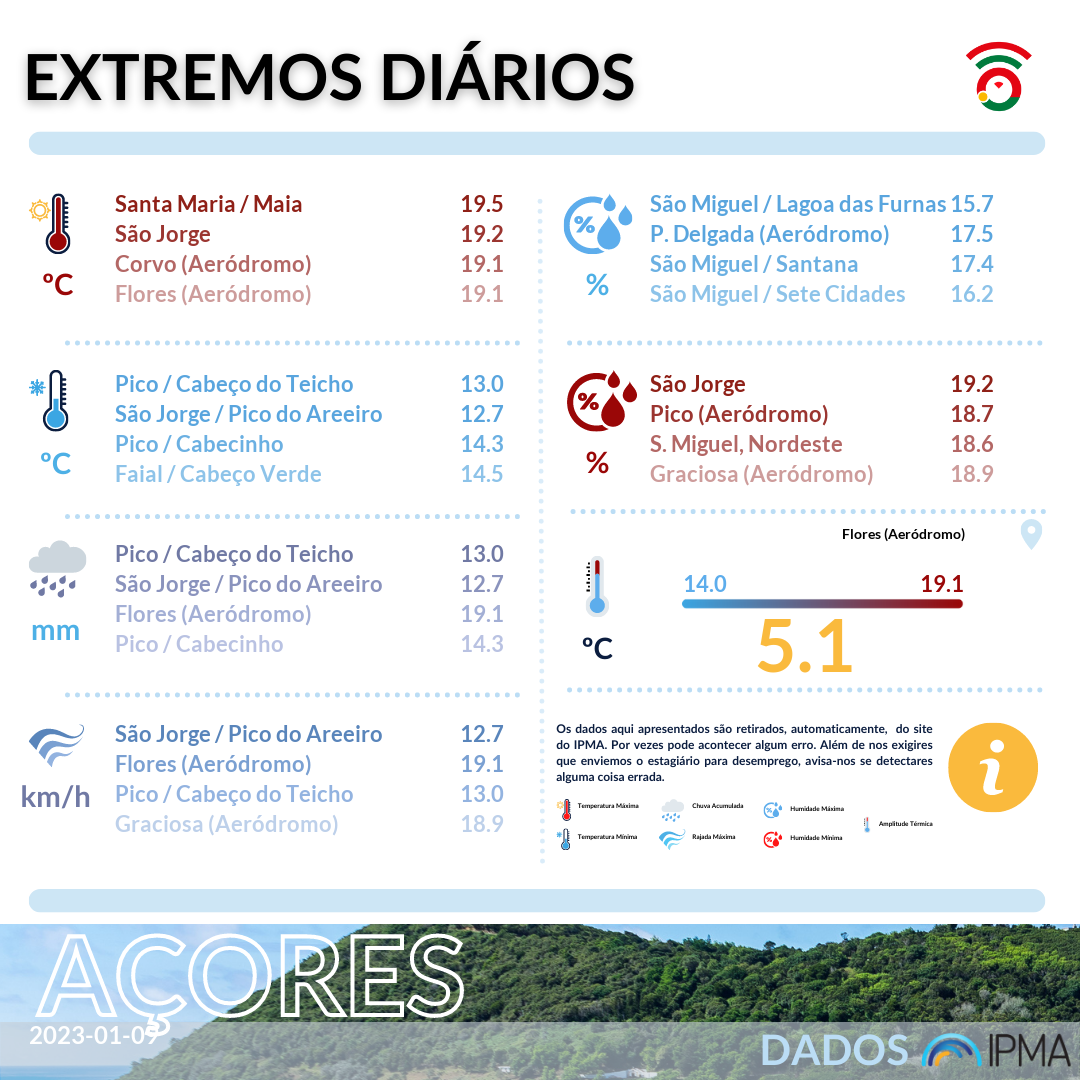 EXTREMOS DIÁRIOS
Santa Maria / Maia 19.5
São Jorge 19.2
Corvo (Aeródromo) 19.1
Flores (Aeródromo) 19.1
ºC
Pico / Cabeço do Teicho 13.0
São Jorge / Pico do Areeiro 12.7
Pico / Cabecinho 14.3
Faial / Cabeço Verde 14.5
ºC
Pico / Cabeço do Teicho 13.0
São Jorge / Pico do Areeiro 12.7
Flores (Aeródromo) 19.1
Pico / Cabecinho 14.3
mm
São Jorge / Pico do Areeiro 12.7
Flores (Aeródromo) 19.1
Pico / Cabeço do Teicho 13.0
Graciosa (Aeródromo) 18.9
km/h
%
São Miguel / Lagoa das Furnas 15.7
P. Delgada (Aeródromo) 17.5
São Miguel / Santana 17.4
São Miguel / Sete Cidades 16.2
%
%
São Jorge 19.2
Pico (Aeródromo) 18.7
S. Miguel, Nordeste 18.6
Graciosa (Aeródromo) 18.9
%
Flores (Aeródromo)
14.0 19.1
5.1
ºC
Os dados aqui apresentados são retirados, automaticamente, do site
do IPMA. Por vezes pode acontecer algum erro. Além de nos exigires
que enviemos o estagiário para desemprego, avisa-nos se detectares
alguma coisa errada.
i
Temperatura Máxima
Chuva Acumulada
Humidade Máxima
Amplitude Térmica
Temperatura Mínima
Rajada Máxima
Humidade Mínima
AÇORES
2023-01-09
DADOS IPMA